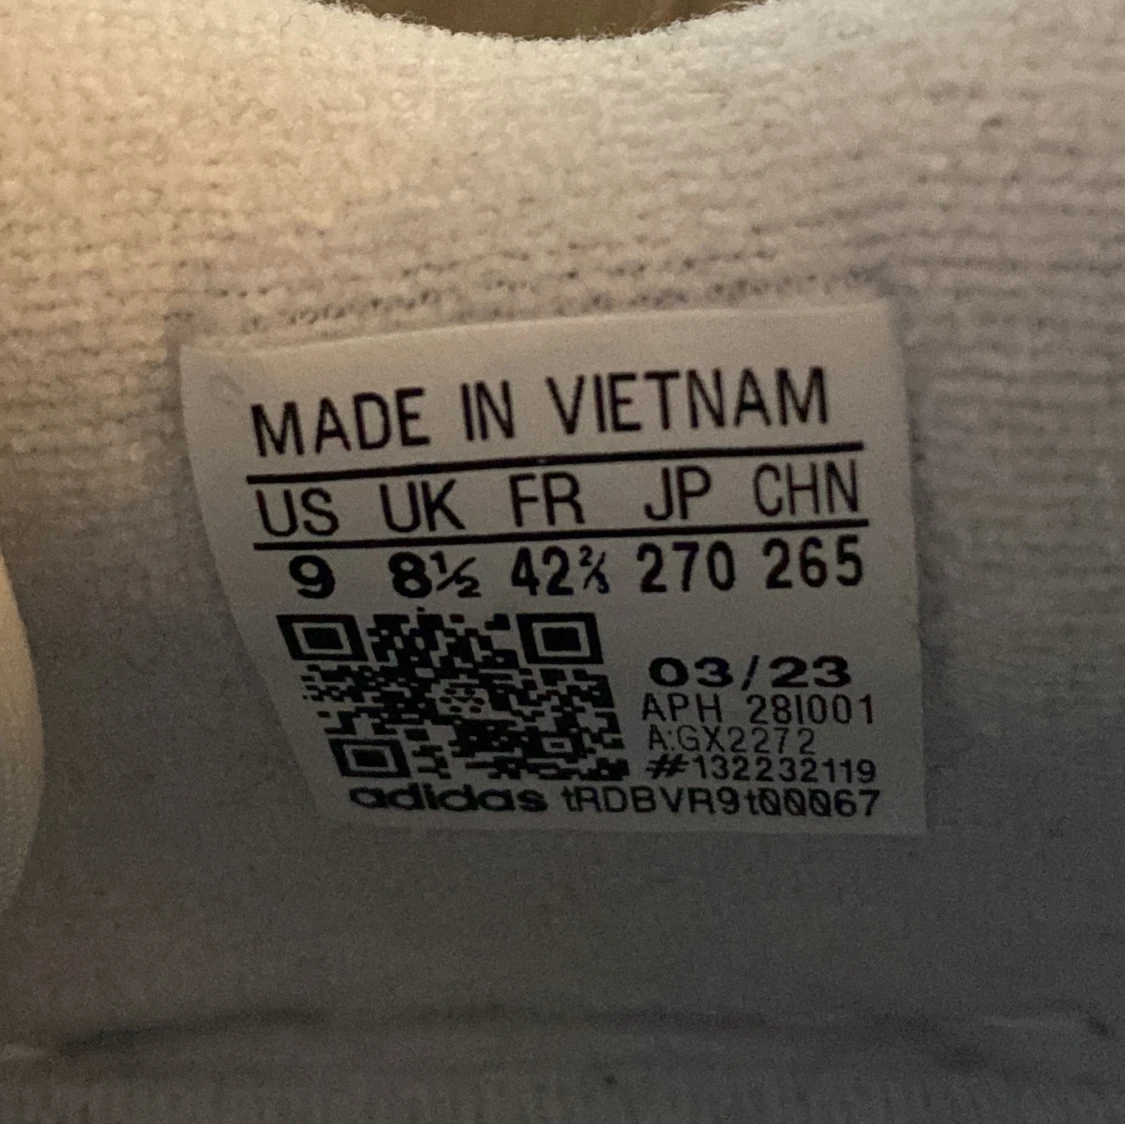 MADE IN VIETNAM
US UK FR JP CHN
9 8½ 42⅔ 270 265
03/23
APH 28I001
A:GX2272
#132232119
adidas tRDBVR9t00067